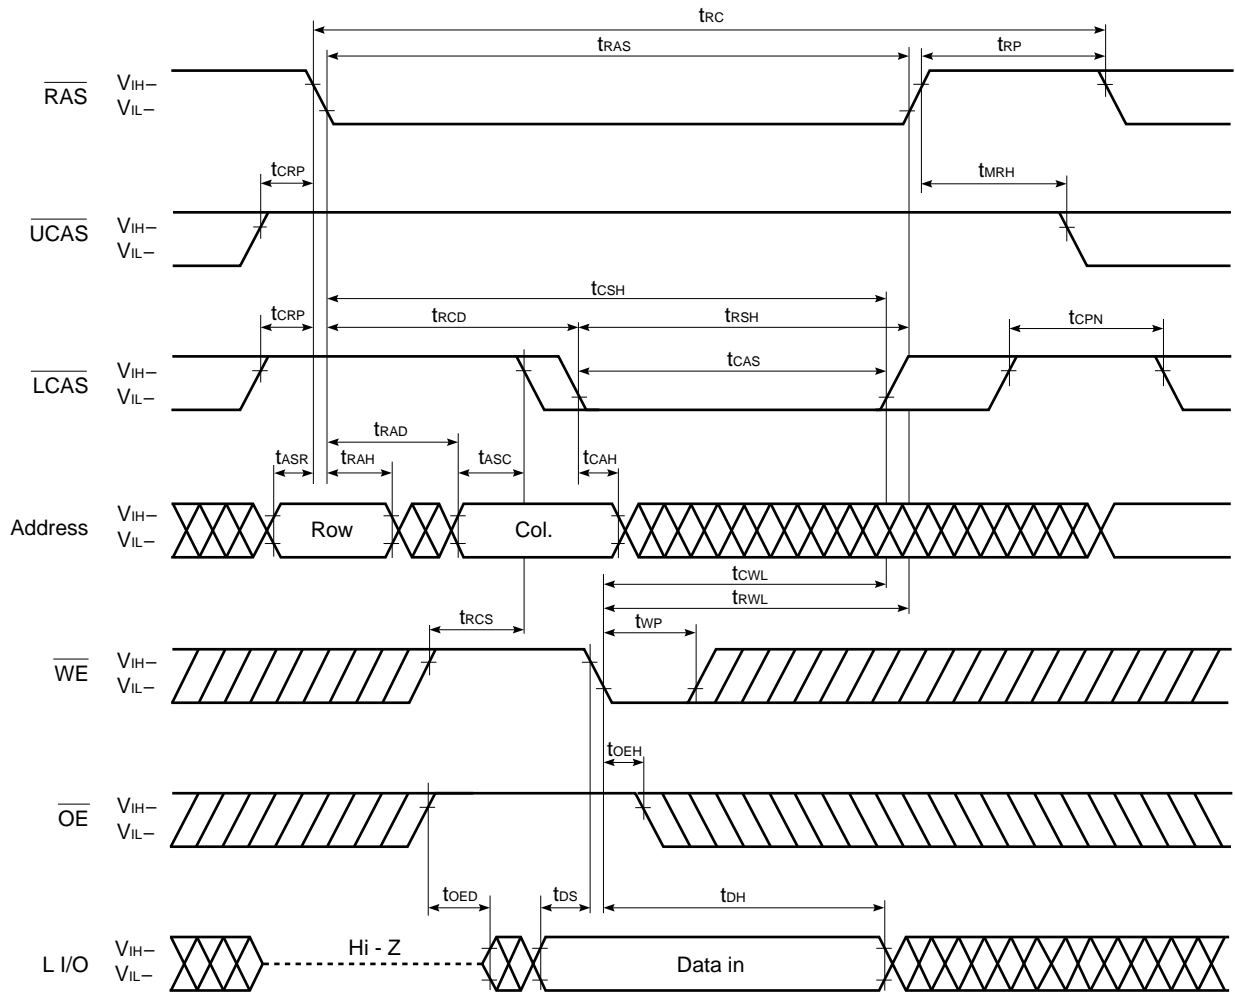 tRC
tRAS
tRP
RAS
VIH–
VIL–
tCRP
tMRH
UCAS
VIH–
VIL–
tCSH
tCRP
tRCD
tRSH
tCPN
LCAS
VIH–
VIL–
tCAS
tRAD
tASR
tRAH
tASC
tCAH
Address
VIH–
VIL–
Row
Col.
tCWL
tRWL
tRCS
tWP
WE
VIH–
VIL–
tOEH
OE
VIH–
VIL–
tOED
tDS
tDH
L I/O
VIH–
VIL–
Hi - Z
Data in